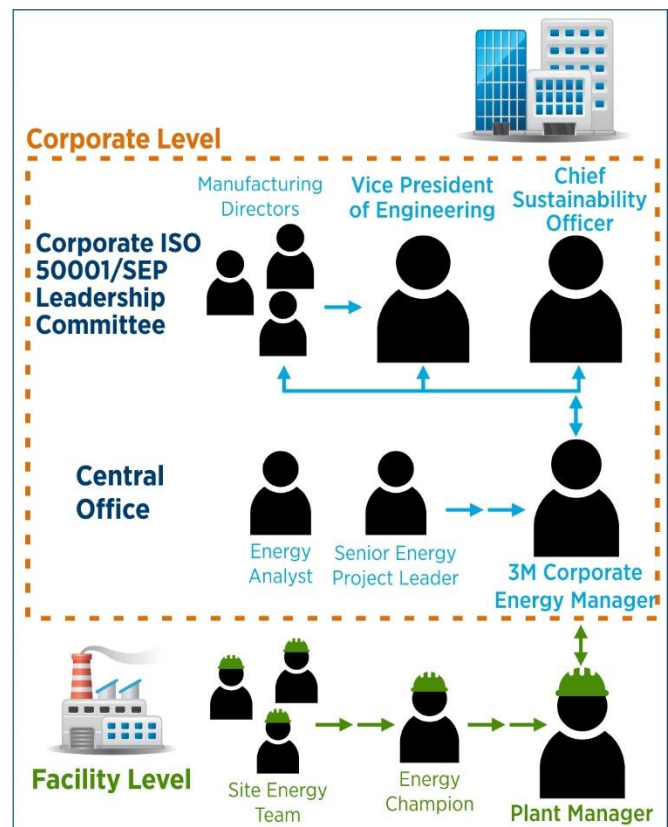 Corporate Level
Manufacturing
Directors
Vice President
of Engineering
Chief
Sustainability
Officer
Corporate ISO
50001/SEP
Leadership
Committee
Central
Office
Energy
Analyst
Senior Energy
Project Leader
3M Corporate
Energy Manager
Facility Level
Site Energy
Team
Energy
Champion
Plant Manager